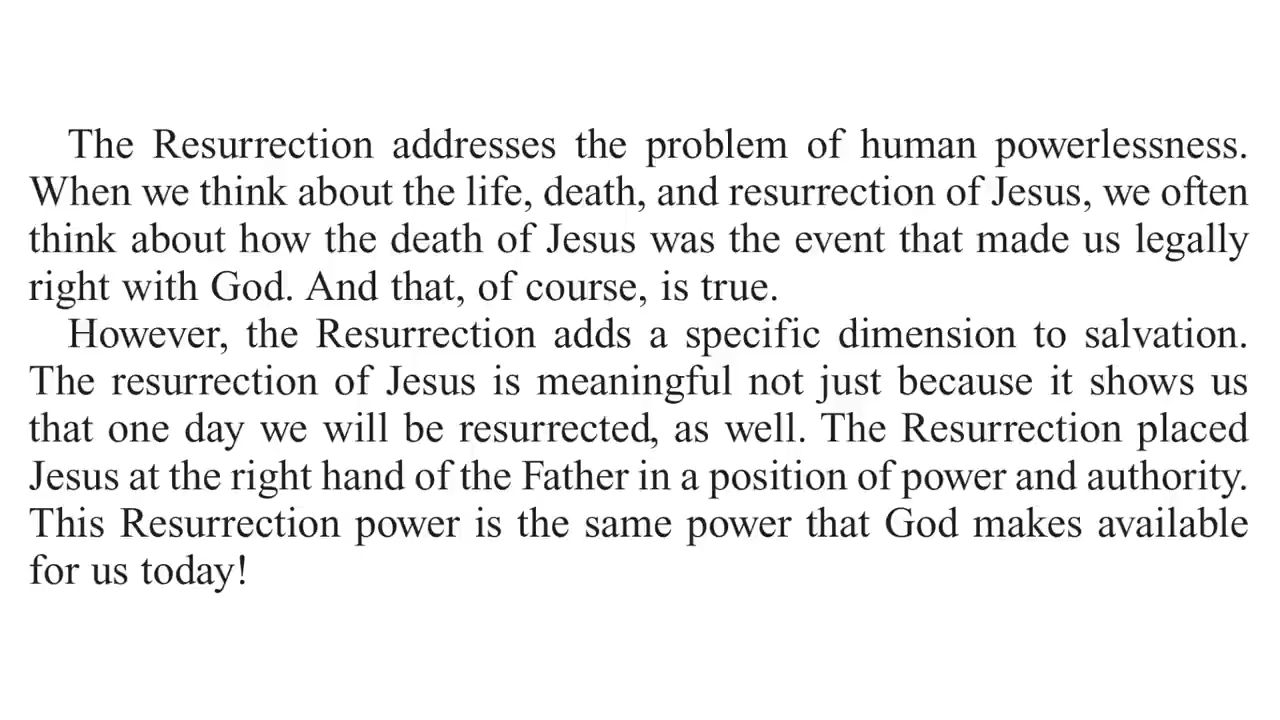 The Resurrection addresses the problem of human powerlessness.
When we think about the life, death, and resurrection of Jesus, we often
think about how the death of Jesus was the event that made us legally
right with God. And that, of course, is true.
However, the Resurrection adds a specific dimension to salvation.
The resurrection of Jesus is meaningful not just because it shows us
that one day we will be resurrected, as well. The Resurrection placed
Jesus at the right hand of the Father in a position of power and authority.
This Resurrection power is the same power that God makes available
for us today!